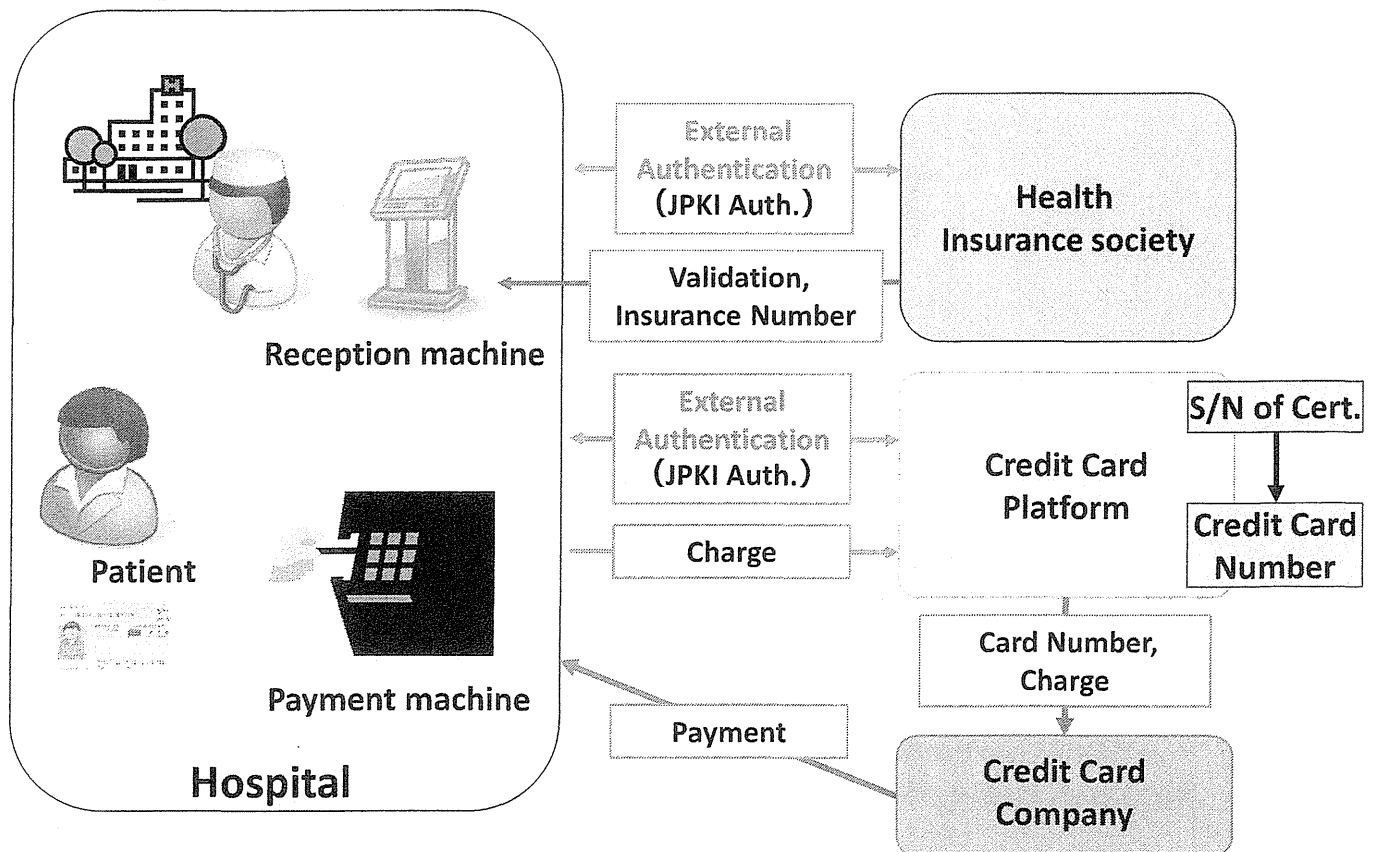 H
Reception machine
Patient
Payment machine
Hospital
External
Authentication
(JPKI Auth.)
Validation,
Insurance Number
Health
Insurance society
External
Authentication
(JPKI Auth.)
Charge
Credit Card
Platform
S/N of Cert.
Credit Card
Number
Card Number,
Charge
Payment
Credit Card
Company